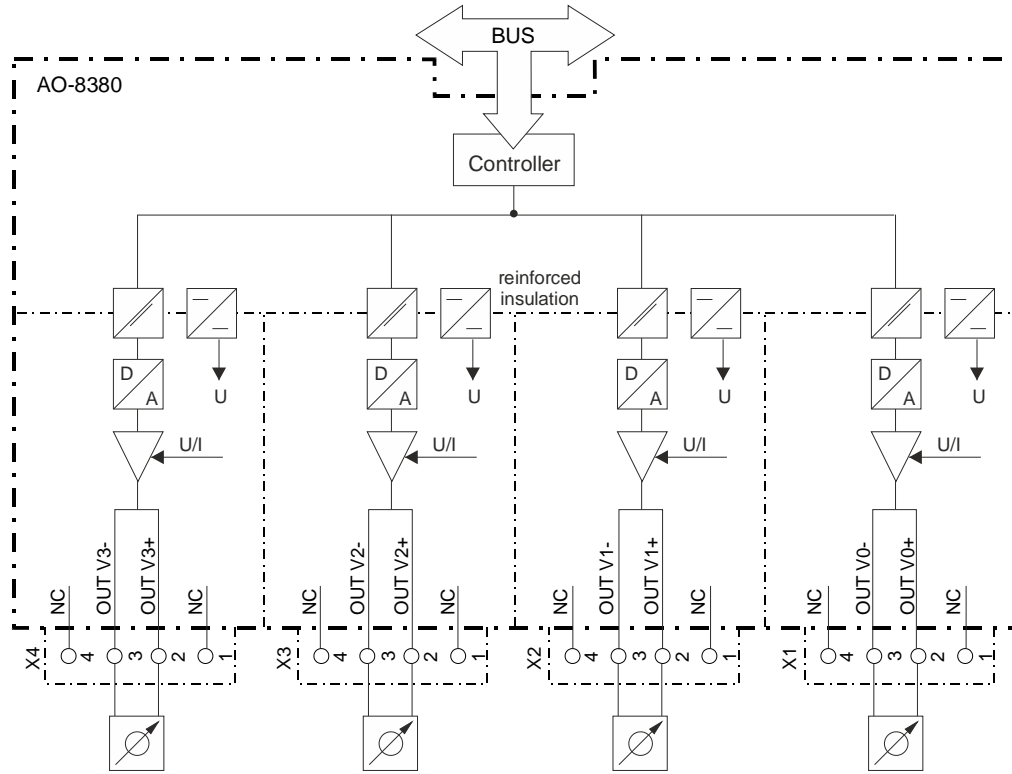 BUS
AO-8380
Controller
reinforced
insulation
D
A
U
D
A
U
D
A
U
D
A
U
U/I
U/I
U/I
U/I
NC
OUT V3-
OUT V3+
NC
NC
OUT V2-
OUT V2+
NC
NC
OUT V1-
OUT V1+
NC
NC
OUT V0-
OUT V0+
NC
X4
4
3
2
1
X3
4
3
2
1
X2
4
3
2
1
X1
4
3
2
1